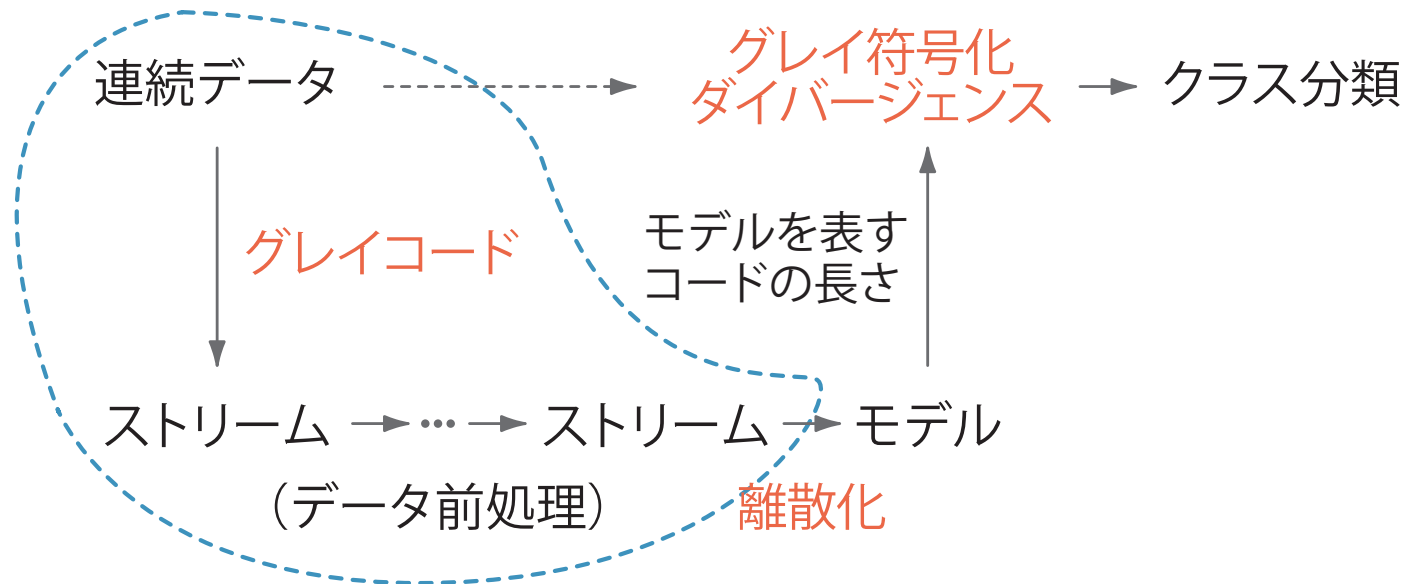 連続データ
グレイ符号化
ダイバージェンス
クラス分類
グレイコード
モデルを表す
コードの長さ
ストリーム
ストリーム
モデル
（データ前処理）
離散化